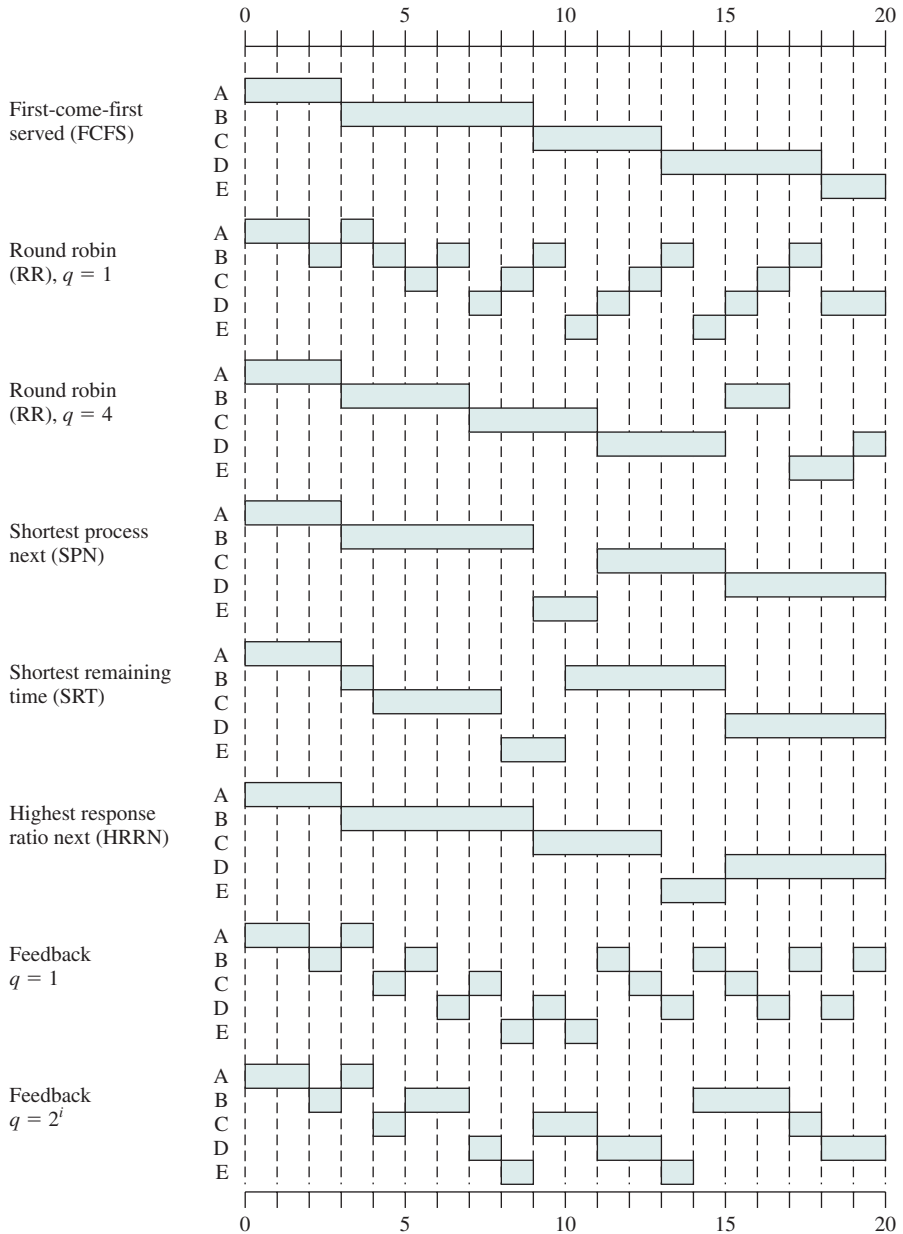 0 5 10 15 20
First-come-first
served (FCFS)
A
B
C
D
E
Round robin
(RR), q = 1
A
B
C
D
E
Round robin
(RR), q = 4
A
B
C
D
E
Shortest process
next (SPN)
A
B
C
D
E
Shortest remaining
time (SRT)
A
B
C
D
E
Highest response
ratio next (HRRN)
A
B
C
D
E
Feedback
q = 1
A
B
C
D
E
Feedback
q = 2^i
A
B
C
D
E
0 5 10 15 20